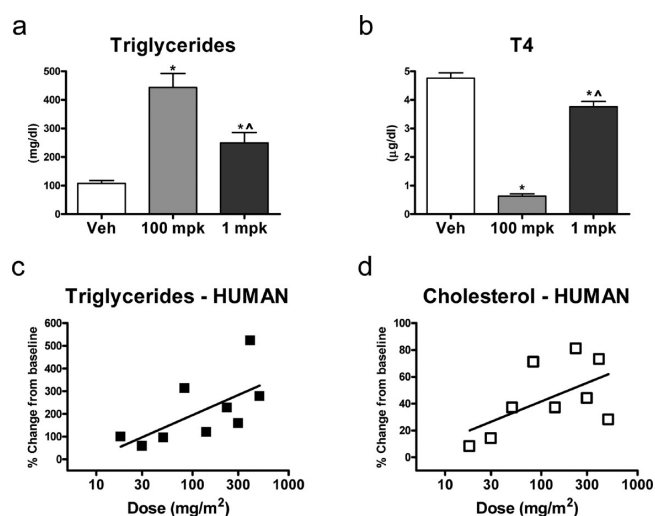 a
Triglycerides
500
400
300
200
100
0
(mg/dl)
*
*^
Veh
100 mpk
1 mpk
b
T4
5
4
3
2
1
0
(µg/dl)
*
*^
Veh
100 mpk
1 mpk
c
Triglycerides - HUMAN
600
500
400
300
200
100
0
% Change from baseline
10
30
100
300
1000
Dose (mg/m²)
d
Cholesterol - HUMAN
100
80
60
40
20
0
% Change from baseline
10
30
100
300
1000
Dose (mg/m²)